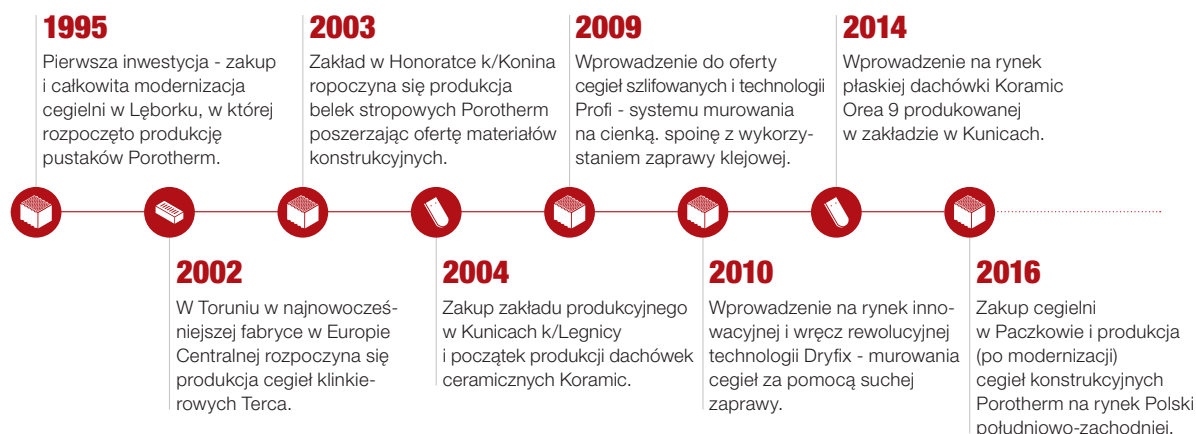 1995
Pierwsza inwestycja - zakup
i całkowita modernizacja
cegielni w Lęborku, w której
rozpoczęto produkcję
pustaków Porotherm.
2002
W Toruniu w najnowocześ-
niejszej fabryce w Europie
Centralnej rozpoczyna się
produkcja cegieł klinkie-
rowych Terca.
2003
Zakład w Honoratce k/Konina
ropoczyna się produkcja
belek stropowych Porotherm
poszerzając ofertę materiałów
konstrukcyjnych.
2004
Zakup zakładu produkcyjnego
w Kunicach k/Legnicy
i początek produkcji dachówek
ceramicznych Koramic.
2009
Wprowadzenie do oferty
cegieł szlifowanych i technologii
Profi - systemu murowania
na cienką. spoinę z wykorzy-
staniem zaprawy klejowej.
2010
Wprowadzenie na rynek inno-
wacyjnej i wręcz rewolucyjnej
technologii Dryfix - murowania
cegieł za pomocą suchej
zaprawy.
2014
Wprowadzenie na rynek
płaskiej dachówki Koramic
Orea 9 produkowanej
w zakładzie w Kunicach.
2016
Zakup cegielni
w Paczkowie i produkcja
(po modernizacji)
cegieł konstrukcyjnych
Porotherm na rynek Polski
południowo-zachodniej.